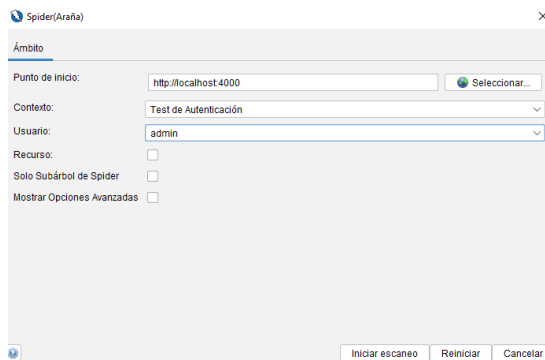 Spider(Araña)
Ámbito
Punto de inicio: http://localhost:4000 Seleccionar...
Contexto: Test de Autenticación
Usuario: admin
Recurso:
Solo Subárbol de Spider
Mostrar Opciones Avanzadas
Iniciar escaneo Reiniciar Cancelar